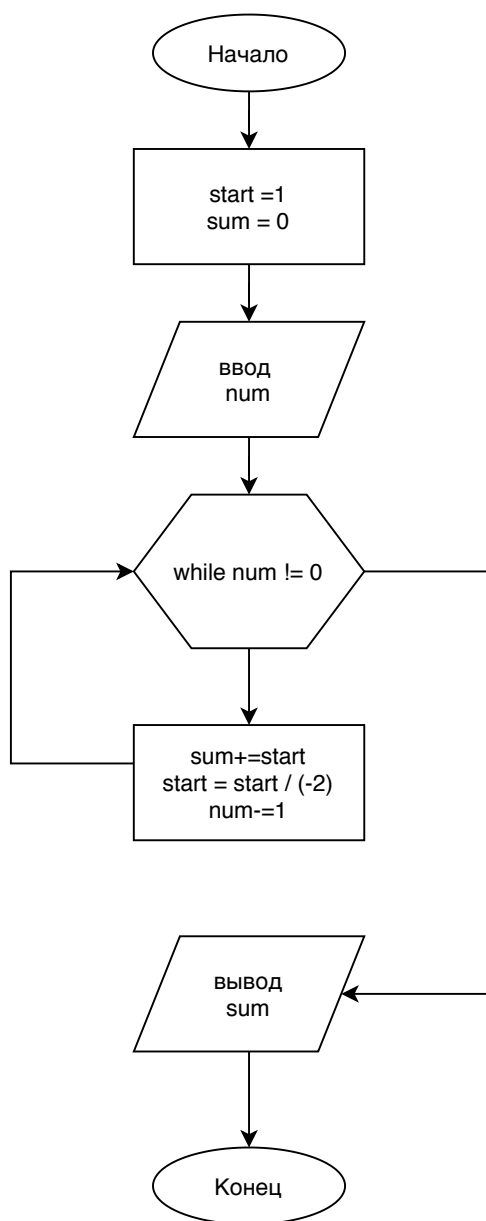 Начало
start =1
sum = 0
ввод
num
while num != 0
sum+=start
start = start / (-2)
num-=1
вывод
sum
Конец